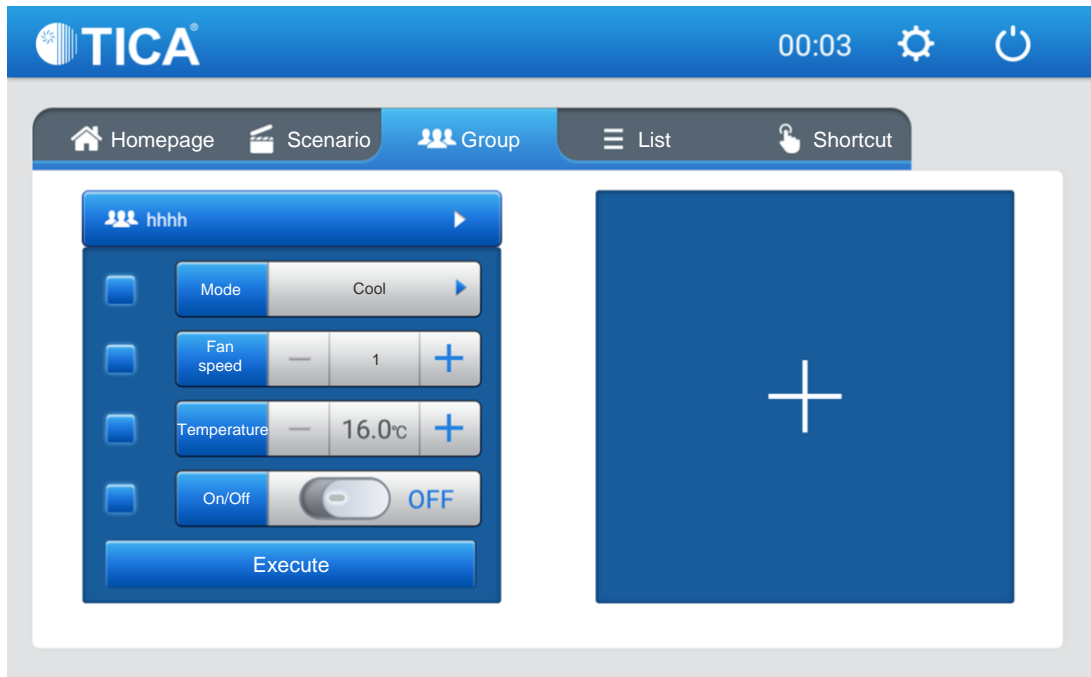 TICA®
00:03
Homepage
Scenario
Group
List
Shortcut
hhhh
Mode
Cool
Fan
speed
1
Temperature
16.0℃
On/Off
OFF
Execute